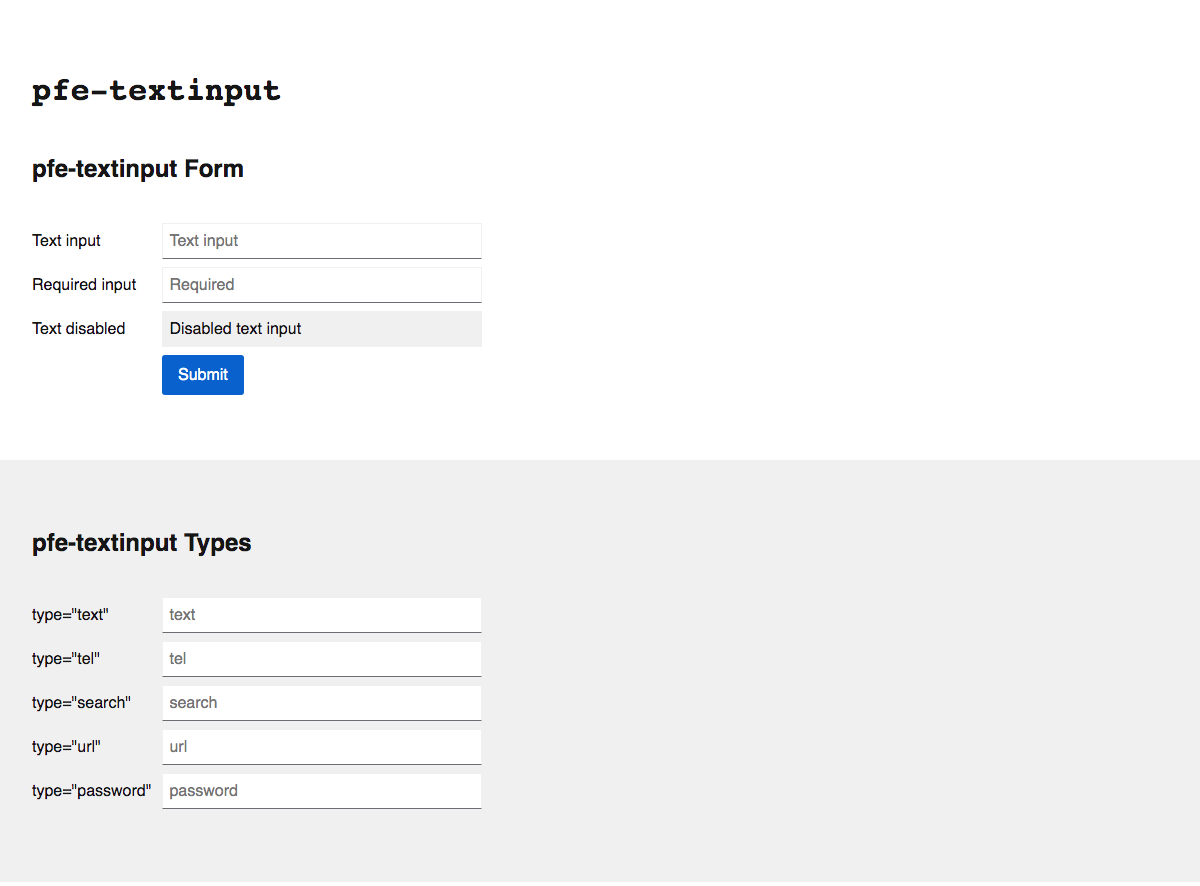 pfe-textinput
pfe-textinput Form
Text input Text input
Required input Required
Text disabled Disabled text input
Submit
pfe-textinput Types
type="text" text
type="tel" tel
type="search" search
type="url" url
type="password" password